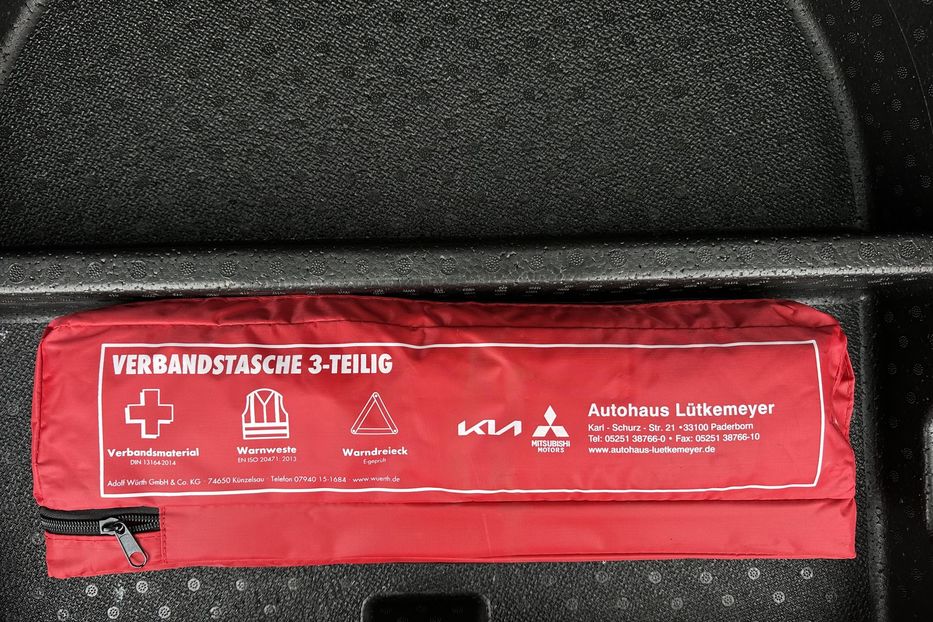 VERBANDSTASCHE 3-TEILIG
Verbandsmaterial
DIN 13164-2014
Warnweste
EN ISO 20471: 2013
Warndreieck
E-geprüft
Adolf Würth GmbH & Co. KG · 74650 Künzelsau · Telefon 07940 15-1684 · www.wuerth.de
KIA
MITSUBISHI
MOTORS
Autohaus Lütkemeyer
Karl - Schurz - Str. 21 • 33100 Paderborn
Tel: 05251 38766-0 • Fax: 05251 38766-10
www.autohaus-luetkemeyer.de